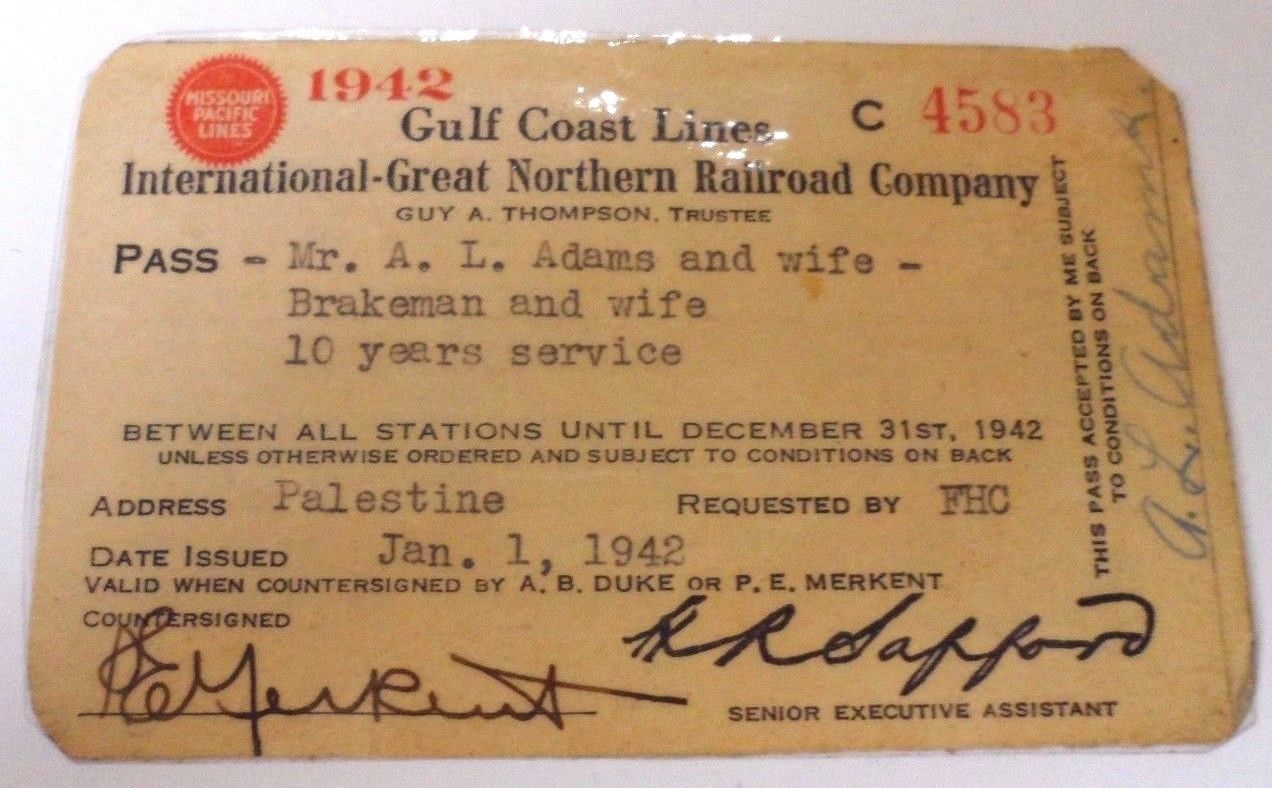 MISSOURI
PACIFIC
LINES
1942
C 4583
Gulf Coast Lines
International-Great Northern Railroad Company
GUY A. THOMPSON, TRUSTEE
PASS - Mr. A. L. Adams and wife -
Brakeman and wife
10 years service
BETWEEN ALL STATIONS UNTIL DECEMBER 31ST, 1942
UNLESS OTHERWISE ORDERED AND SUBJECT TO CONDITIONS ON BACK
ADDRESS Palestine REQUESTED BY FHC
DATE ISSUED Jan. 1, 1942
VALID WHEN COUNTERSIGNED BY A. B. DUKE OR P. E. MERKENT
COUNTERSIGNED
P E Merkent
H R Safford
SENIOR EXECUTIVE ASSISTANT
THIS PASS ACCEPTED BY ME SUBJECT
TO CONDITIONS ON BACK
A. L. Adams